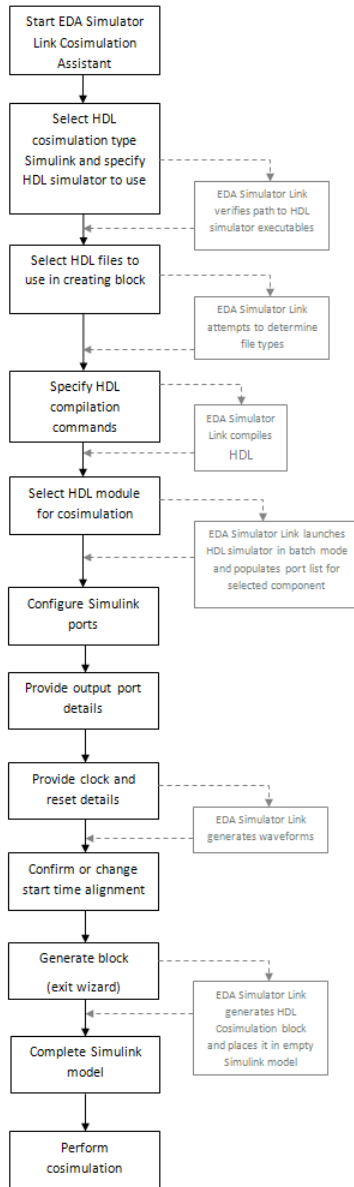 Start EDA Simulator
Link Cosimulation
Assistant
Select HDL
cosimulation type
Simulink and specify
HDL simulator to use
EDA Simulator Link
verifies path to HDL
simulator executables
Select HDL files to
use in creating block
EDA Simulator Link
attempts to determine
file types
Specify HDL
compilation
commands
EDA Simulator
Link compiles
HDL
Select HDL module
for cosimulation
EDA Simulator Link launches
HDL simulator in batch mode
and populates port list for
selected component
Configure Simulink
ports
Provide output port
details
Provide clock and
reset details
EDA Simulator Link
generates waveforms
Confirm or change
start time alignment
Generate block
(exit wizard)
EDA Simulator Link
generates HDL
Cosimulation block
and places it in empty
Simulink model
Complete Simulink
model
Perform
cosimulation